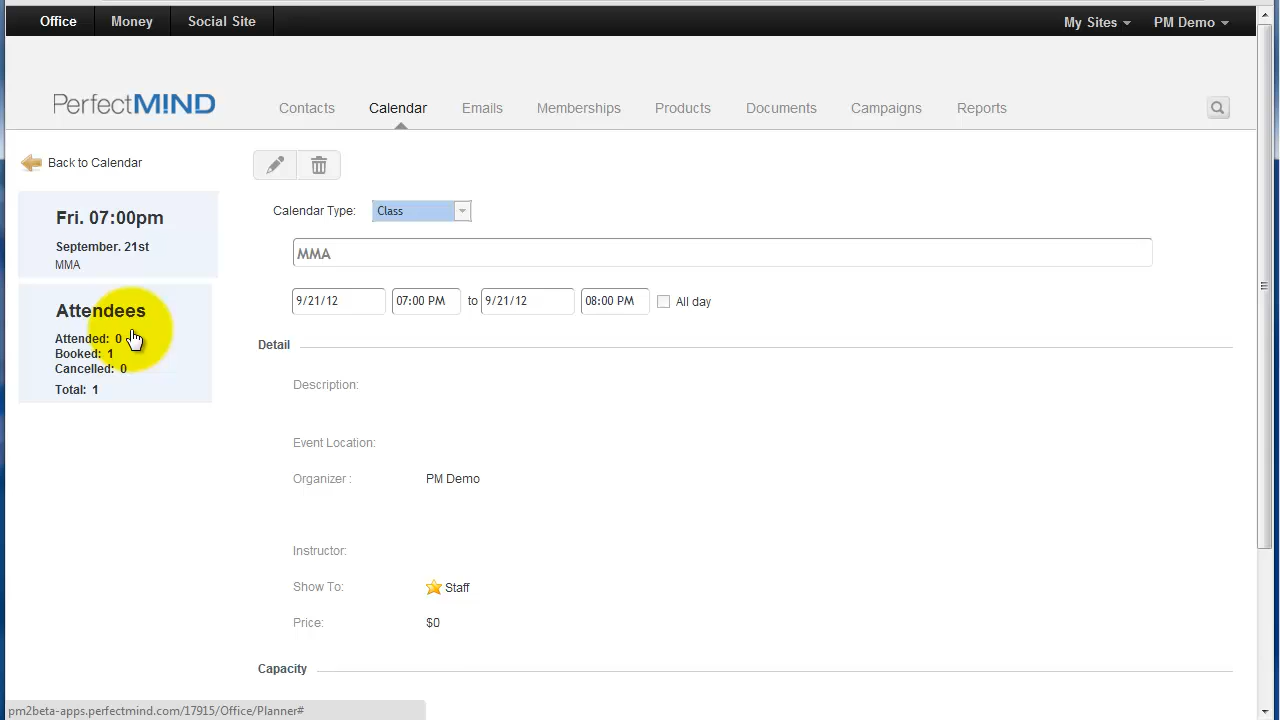 Office Money Social Site My Sites PM Demo
PerfectMIND Contacts Calendar Emails Memberships Products Documents Campaigns Reports
Back to Calendar
Fri. 07:00pm
September. 21st
MMA
Attendees
Attended: 0
Booked: 1
Cancelled: 0
Total: 1
Calendar Type: Class
MMA
9/21/12 07:00 PM to 9/21/12 08:00 PM All day
Detail
Description:
Event Location:
Organizer : PM Demo
Instructor:
Show To: Staff
Price: $0
Capacity
pm2beta-apps.perfectmind.com/17915/Office/Planner#